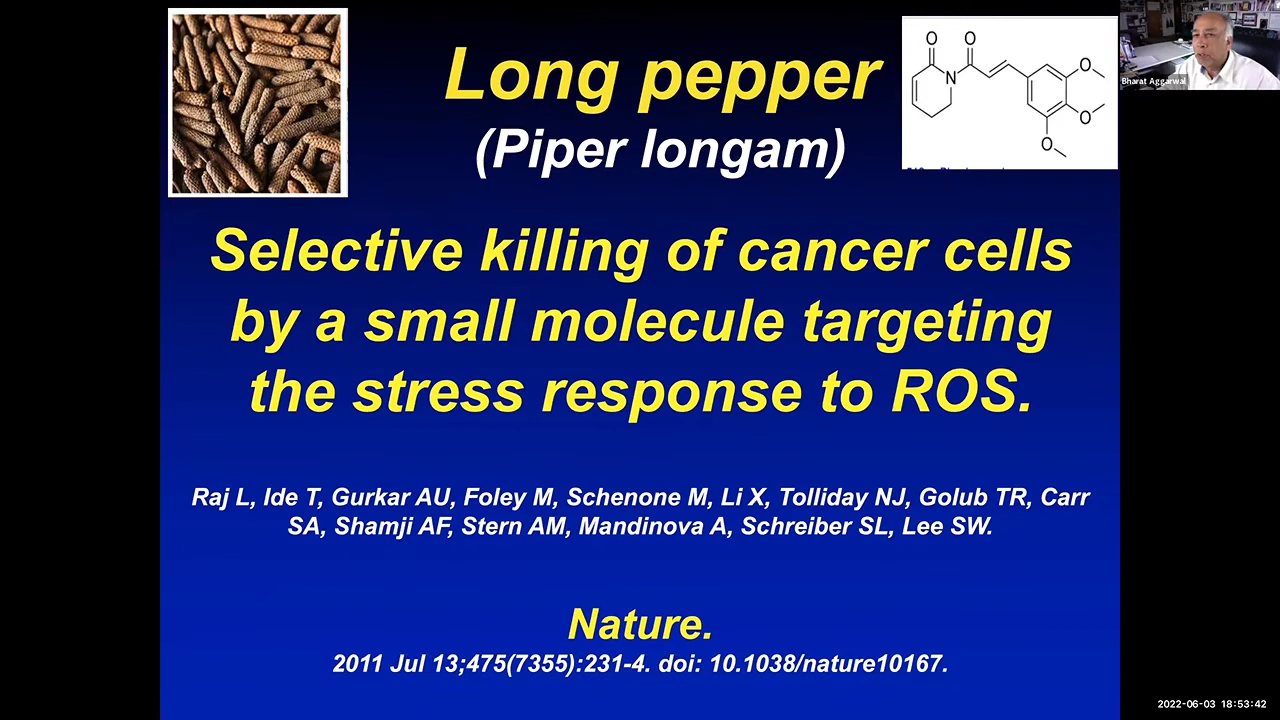 Long pepper
(Piper longam)
O
O
N
O
O
O
Bharat Aggarwal
Selective killing of cancer cells
by a small molecule targeting
the stress response to ROS.
Raj L, Ide T, Gurkar AU, Foley M, Schenone M, Li X, Tolliday NJ, Golub TR, Carr
SA, Shamji AF, Stern AM, Mandinova A, Schreiber SL, Lee SW.
Nature.
2011 Jul 13;475(7355):231-4. doi: 10.1038/nature10167.
2022-06-03 18:53:42